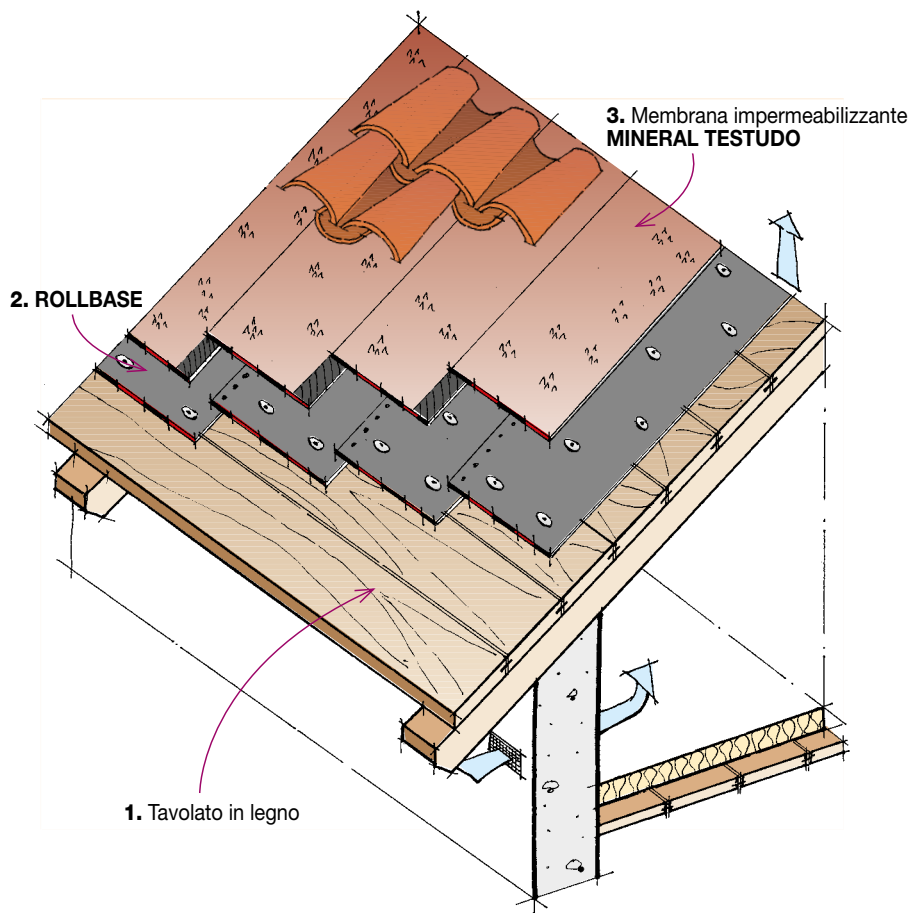 3. Membrana impermeabilizzante
MINERAL TESTUDO
2. ROLLBASE
1. Tavolato in legno